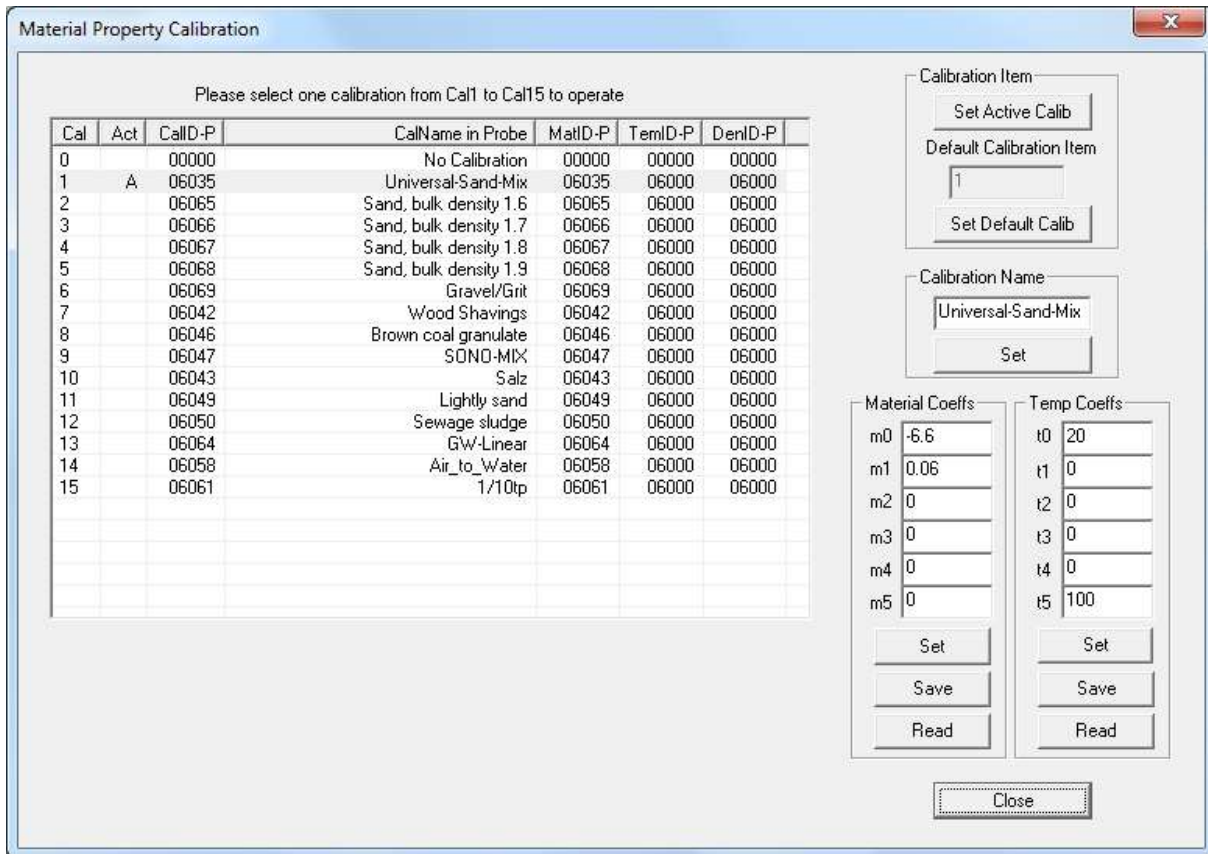 Material Property Calibration
Please select one calibration from Cal1 to Cal15 to operate
Cal Act CalID-P CalName in Probe MatID-P TemID-P DenID-P
0 00000 No Calibration 00000 00000 00000
1 A 06035 Universal-Sand-Mix 06035 06000 06000
2 06065 Sand, bulk density 1.6 06065 06000 06000
3 06066 Sand, bulk density 1.7 06066 06000 06000
4 06067 Sand, bulk density 1.8 06067 06000 06000
5 06068 Sand, bulk density 1.9 06068 06000 06000
6 06069 Gravel/Grit 06069 06000 06000
7 06042 Wood Shavings 06042 06000 06000
8 06046 Brown coal granulate 06046 06000 06000
9 06047 SONO-MIX 06047 06000 06000
10 06043 Salz 06043 06000 06000
11 06049 Lightly sand 06049 06000 06000
12 06050 Sewage sludge 06050 06000 06000
13 06064 GW-Linear 06064 06000 06000
14 06058 Air_to_Water 06058 06000 06000
15 06061 1/10tp 06061 06000 06000
Calibration Item
Set Active Calib
Default Calibration Item
1
Set Default Calib
Calibration Name
Universal-Sand-Mix
Set
Material Coeffs
m0 -6.6
m1 0.06
m2 0
m3 0
m4 0
m5 0
Set
Save
Read
Temp Coeffs
t0 20
t1 0
t2 0
t3 0
t4 0
t5 100
Set
Save
Read
Close